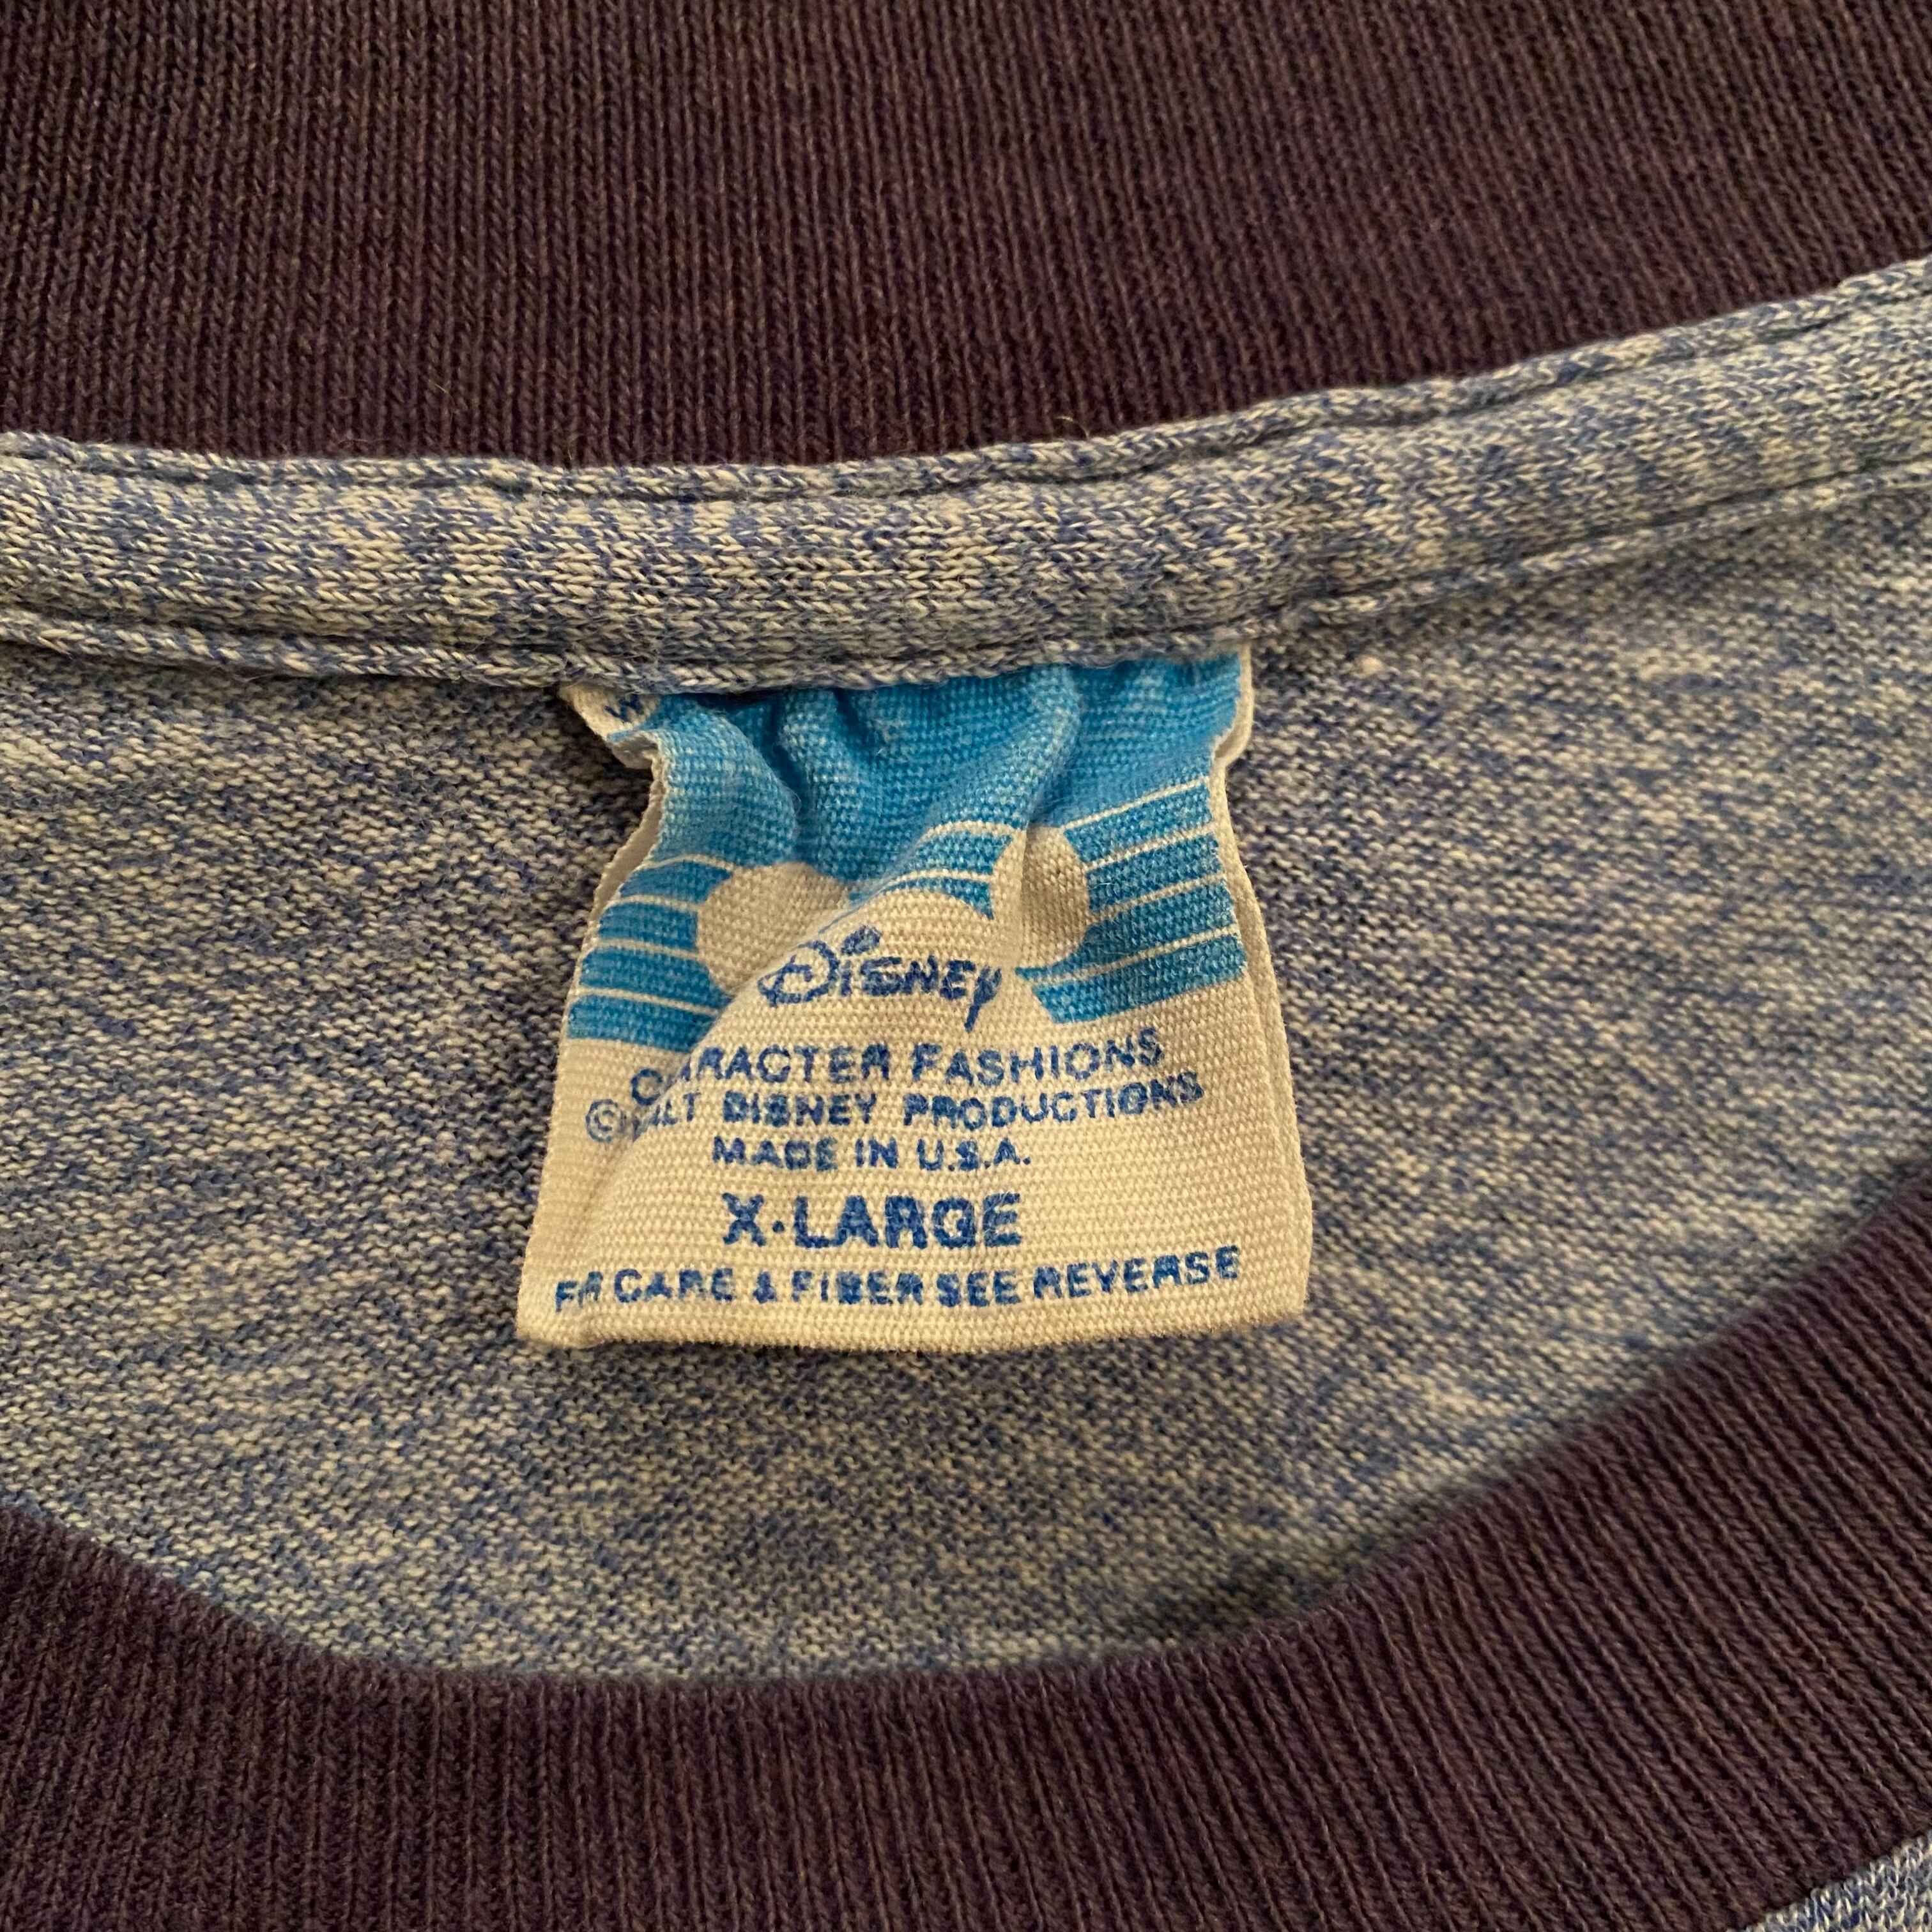 Disney
CHARACTER FASHIONS
© WALT DISNEY PRODUCTIONS
MADE IN U.S.A.
X-LARGE
FOR CARE & FIBER SEE REVERSE